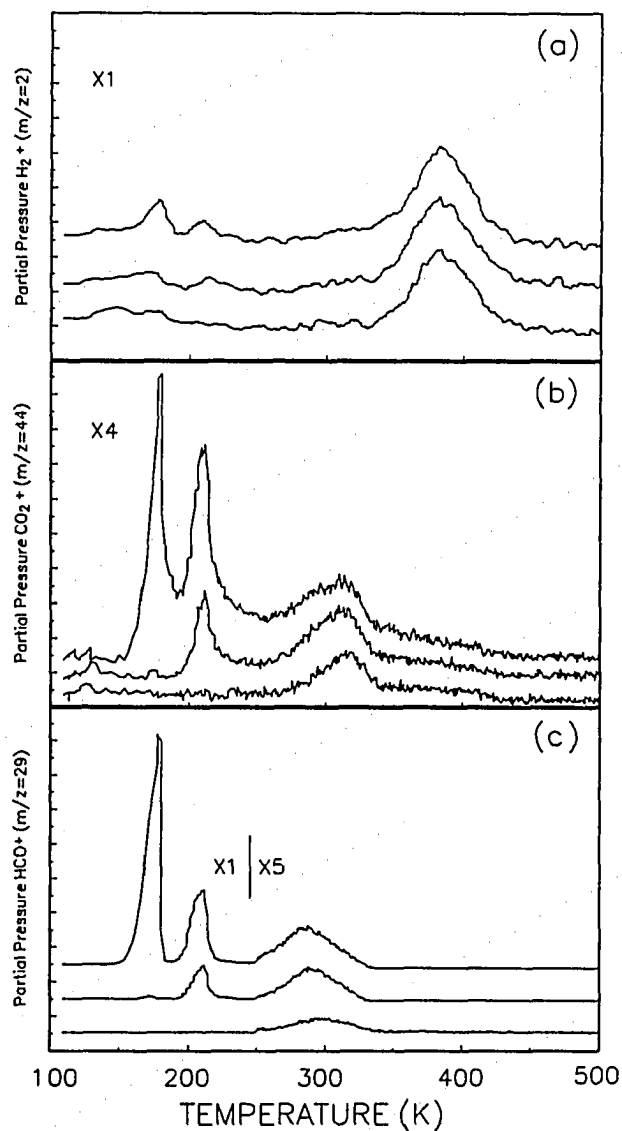 (a)
X1
Partial Pressure H2+ (m/z=2)
(b)
X4
Partial Pressure CO2+ (m/z=44)
(c)
X1 X5
Partial Pressure HCO+ (m/z=29)
100 200 300 400 500
TEMPERATURE (K)